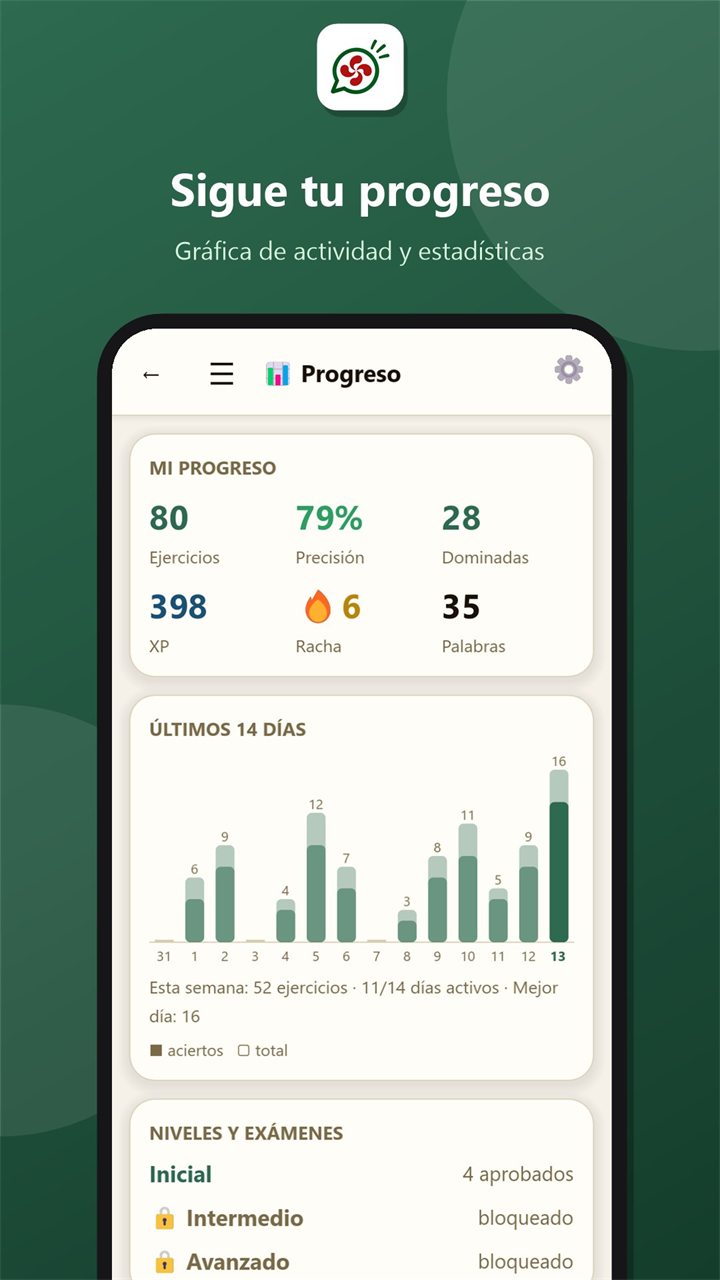 Sigue tu progreso
Gráfica de actividad y estadísticas
← ☰ Progreso
MI PROGRESO
80 79% 28
Ejercicios Precisión Dominadas
398 6 35
XP Racha Palabras
ÚLTIMOS 14 DÍAS
6 9 4 12 7 3 8 11 5 9 16
31 1 2 3 4 5 6 7 8 9 10 11 12 13
Esta semana: 52 ejercicios · 11/14 días activos · Mejor
día: 16
aciertos total
NIVELES Y EXÁMENES
Inicial 4 aprobados
Intermedio bloqueado
Avanzado bloqueado